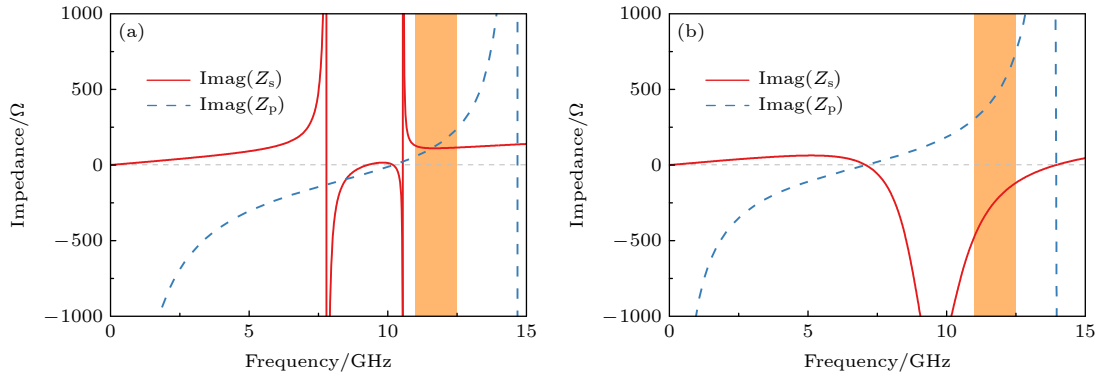 (a)
Imag(Zs)
Imag(Zp)
Impedance/Ω
1000
500
0
−500
−1000
0
5
10
15
Frequency/GHz
(b)
Imag(Zs)
Imag(Zp)
Impedance/Ω
1000
500
0
−500
−1000
0
5
10
15
Frequency/GHz